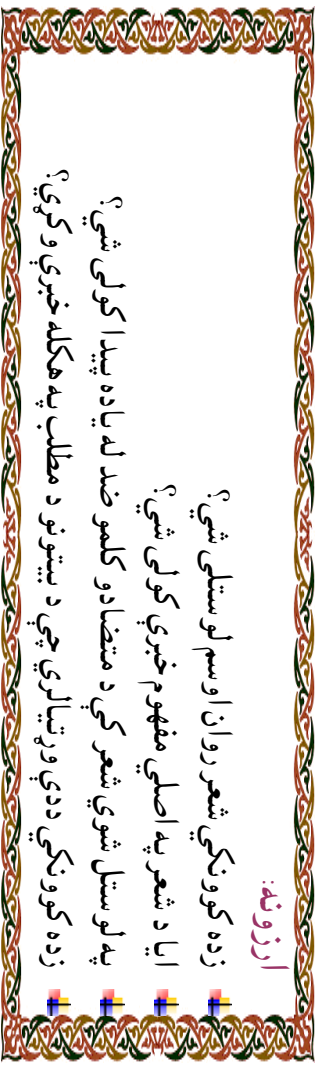 ارزونه:
زده کوونکي شعر روان او سم لوستلی شي؟
ایا د شعر په اصلي مفهوم خبرې کولی شي؟
په لوستل شوي شعر کې د متضادو کلمو ضد له یاده پیدا کولی شي؟
زده کوونکي ددې وړتیا لري چې د بیتونو د مطلب په هکله خبرې وکړي؟